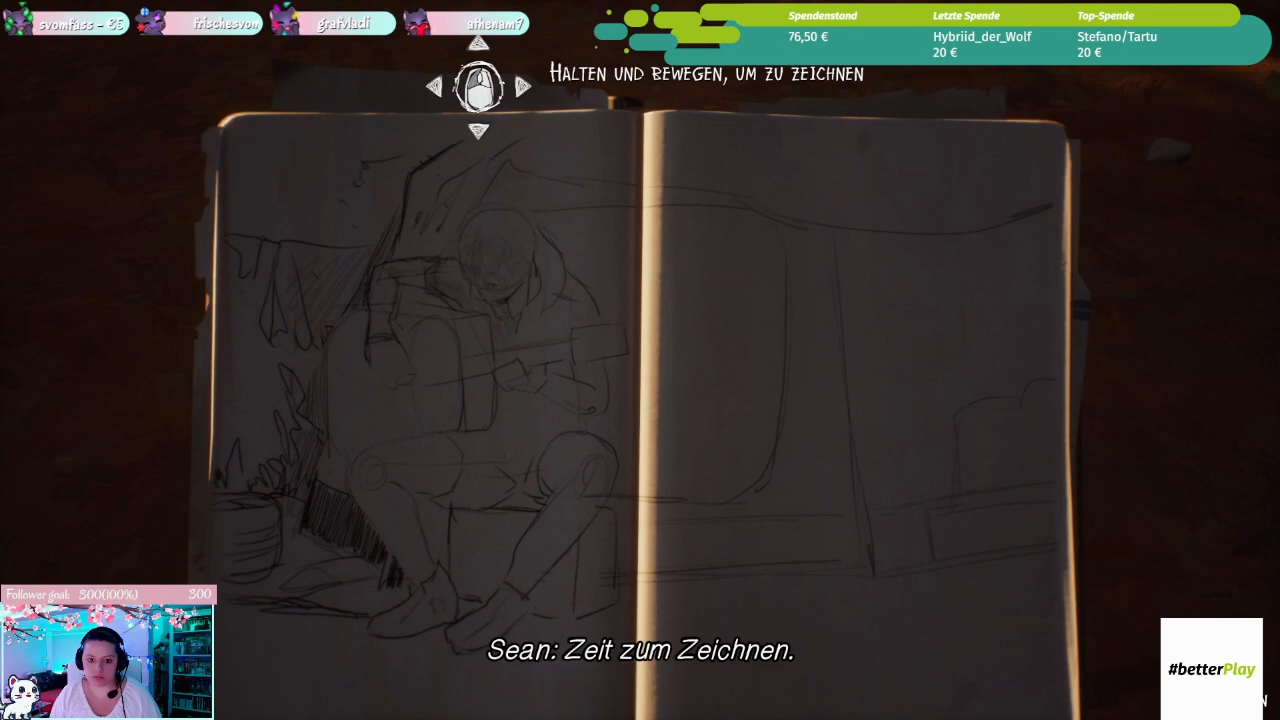 svomfass - 85
frischesvon
grafvladi
athenam7
Spendenstand
Letzte Spende
Top-Spende
76,50 €
Hybriid_der_Wolf
20 €
Stefano/Tartu
20 €
Halten und bewegen, um zu zeichnen
Follower goal: 300(100%)
300
Sean: Zeit zum Zeichnen.
#betterPlay